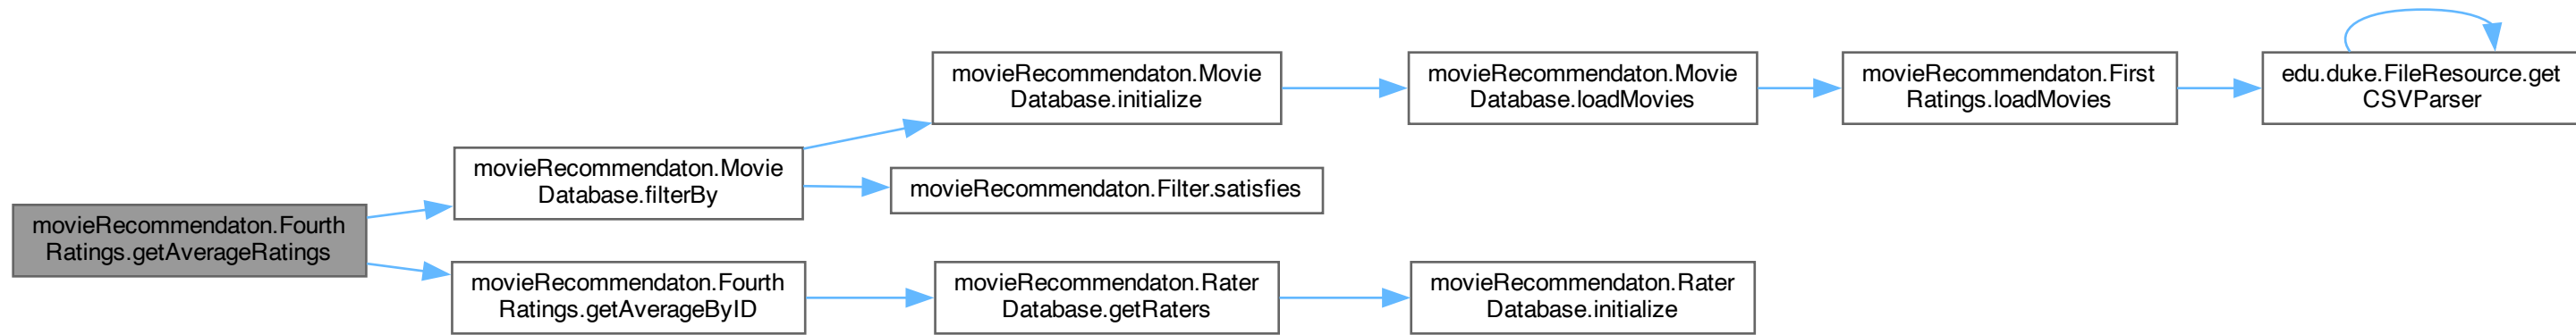 movieRecommendaton.Fourth
Ratings.getAverageRatings
movieRecommendaton.Movie
Database.filterBy
movieRecommendaton.Movie
Database.initialize
movieRecommendaton.Movie
Database.loadMovies
movieRecommendaton.First
Ratings.loadMovies
edu.duke.FileResource.get
CSVParser
movieRecommendaton.Filter.satisfies
movieRecommendaton.Fourth
Ratings.getAverageByID
movieRecommendaton.Rater
Database.getRaters
movieRecommendaton.Rater
Database.initialize